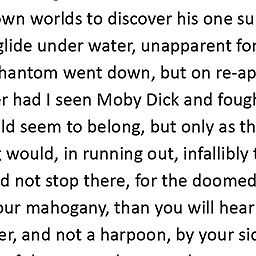 own worlds to discover his one su
glide under water, unapparent for
hantom went down, but on re-ap
er had I seen Moby Dick and fough
ld seem to belong, but only as th
would, in running out, infallibly
d not stop there, for the doomed
our mahogany, than you will hear
er, and not a harpoon, by your sid